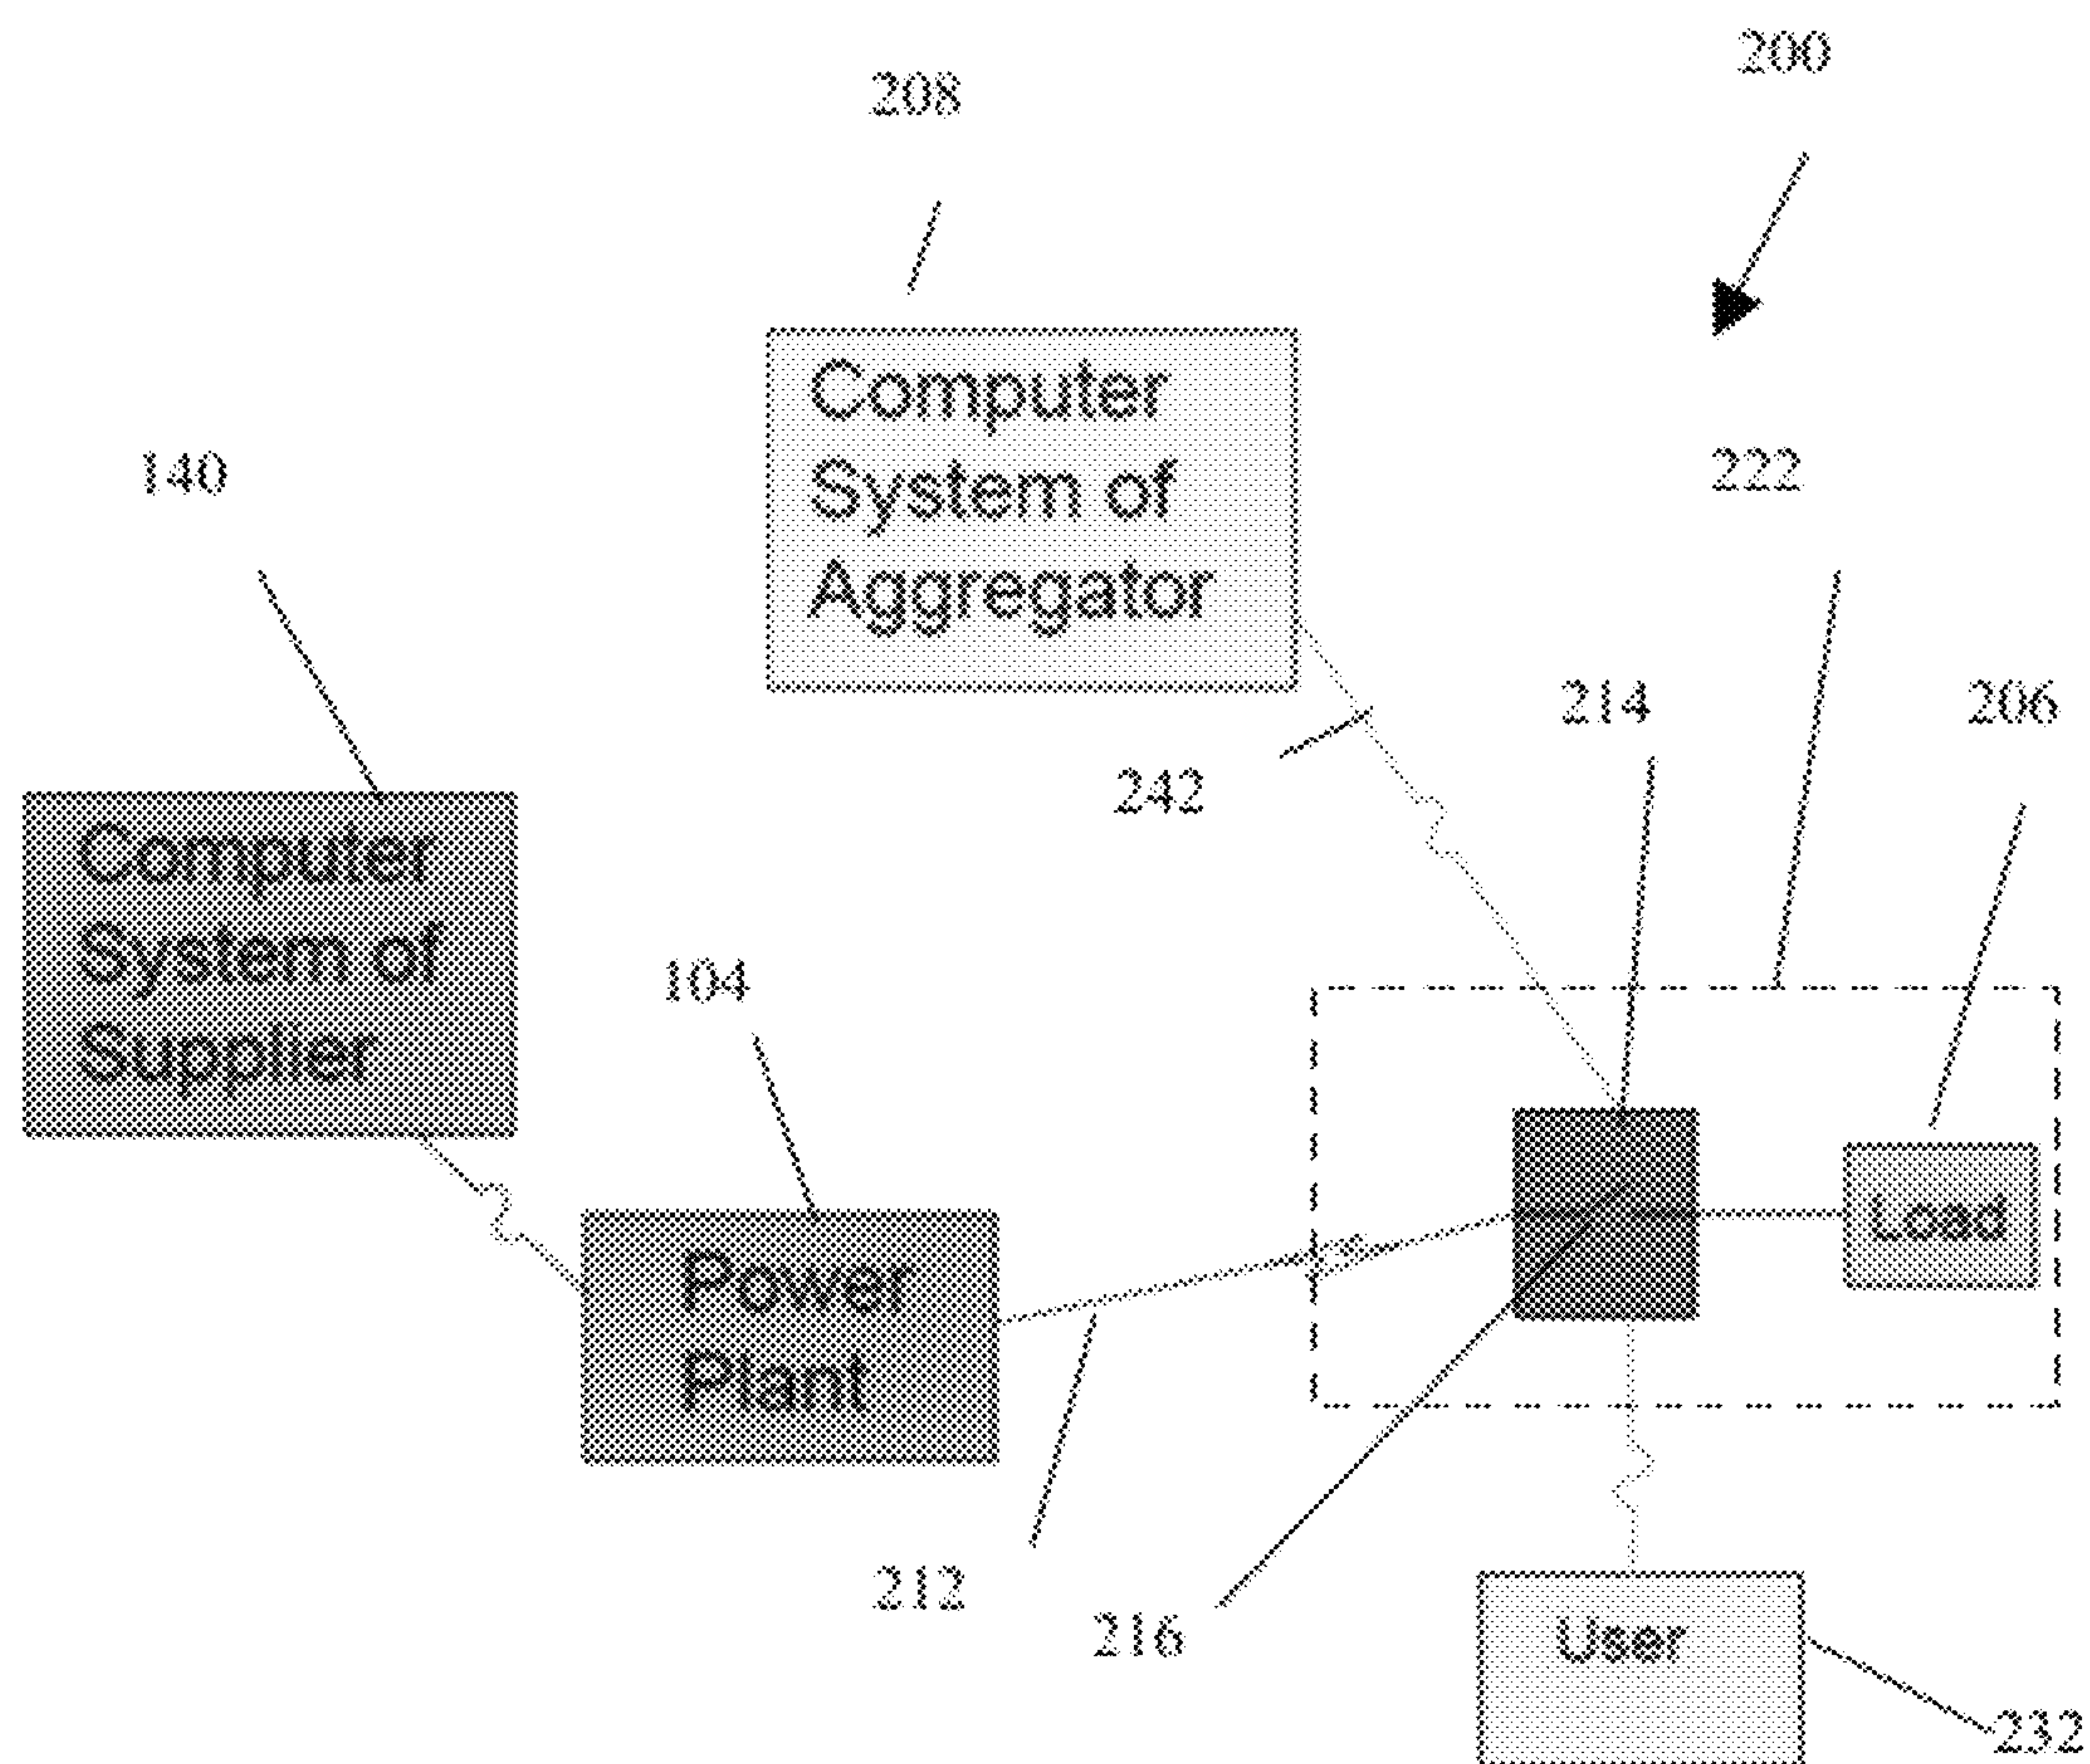 200
208
Computer
System of
Aggregator
140
222
214
206
242
Computer
System of
Supplier
104
Load
Power
Plant
212
216
User
232